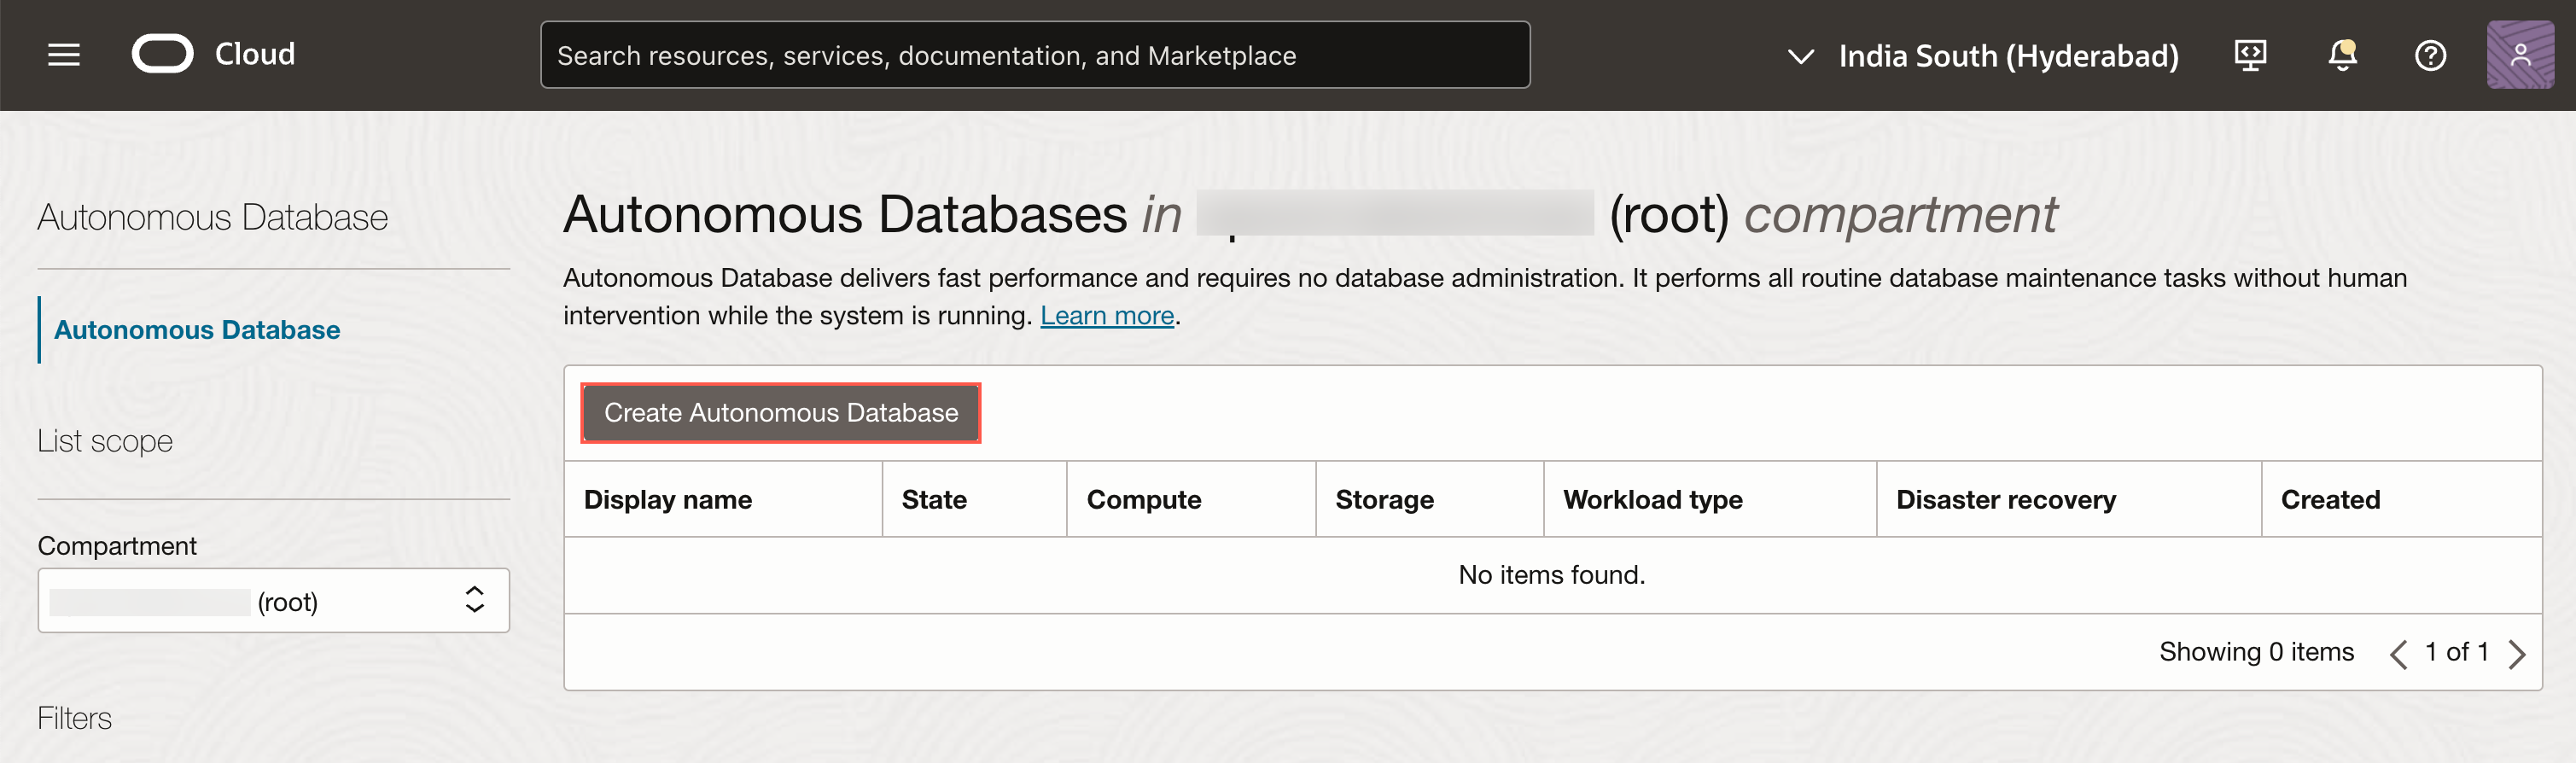 Cloud
Search resources, services, documentation, and Marketplace
India South (Hyderabad)
Autonomous Database
Autonomous Database
List scope
Compartment
(root)
Filters
Autonomous Databases in (root) compartment
Autonomous Database delivers fast performance and requires no database administration. It performs all routine database maintenance tasks without human
intervention while the system is running. Learn more.
Create Autonomous Database
Display name State Compute Storage Workload type Disaster recovery Created
No items found.
Showing 0 items < 1 of 1 >